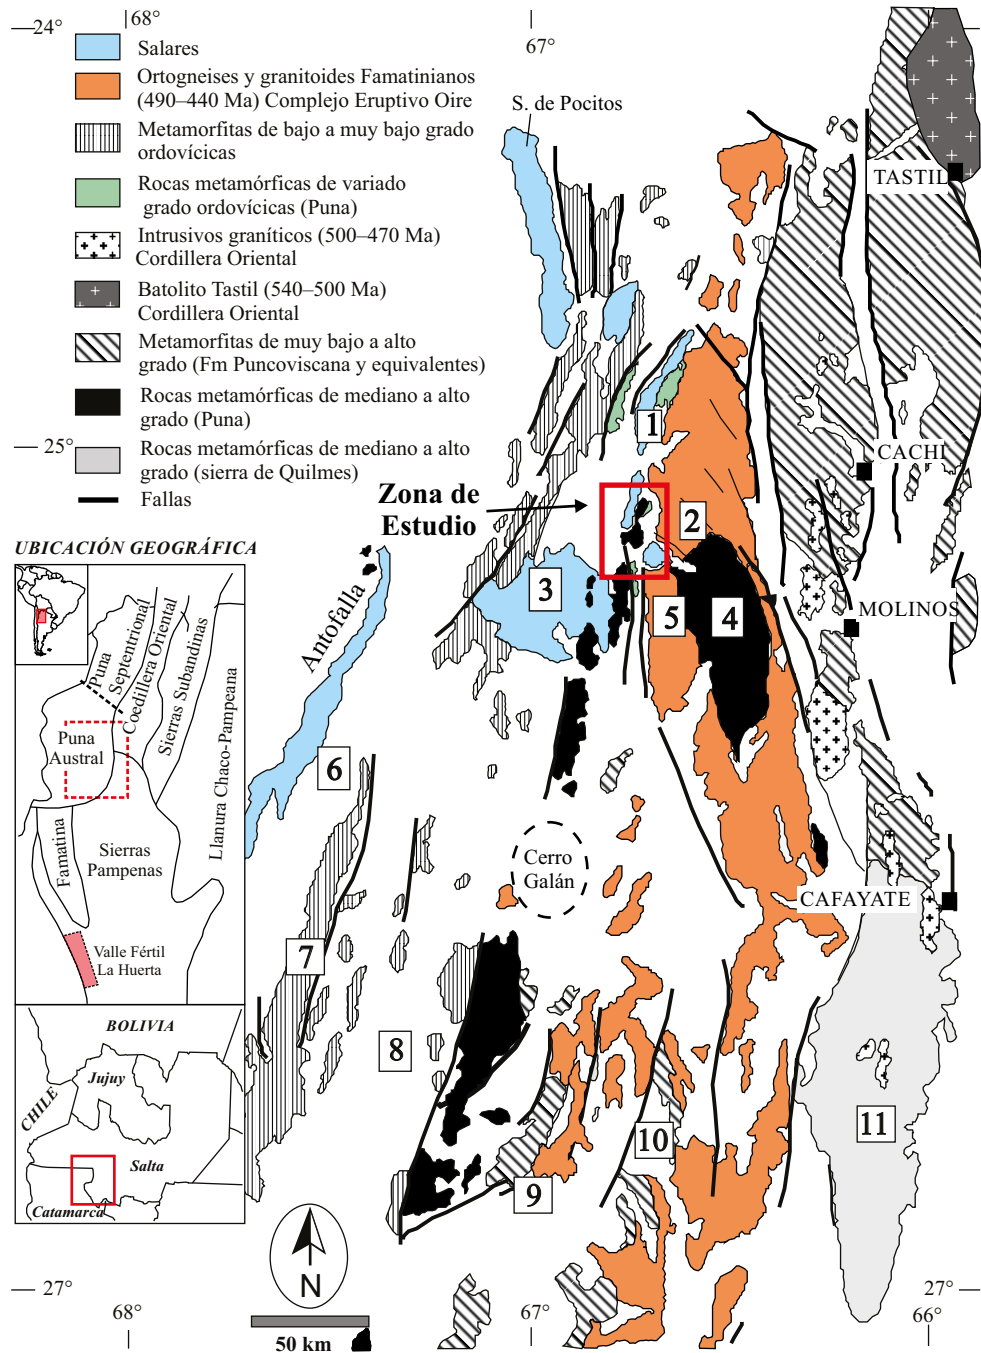 24°
68°
67°
Salares
Ortogneises y granitoides Famatinianos
(490–440 Ma) Complejo Eruptivo Oire
Metamorfitas de bajo a muy bajo grado
ordovícicas
Rocas metamórficas de variado
grado ordovícicas (Puna)
Intrusivos graníticos (500–470 Ma)
Cordillera Oriental
Batolito Tastil (540–500 Ma)
Cordillera Oriental
Metamorfitas de muy bajo a alto
grado (Fm Puncoviscana y equivalentes)
Rocas metamórficas de mediano a alto
grado (Puna)
25°
Rocas metamórficas de mediano a alto
grado (sierra de Quilmes)
Fallas
S. de Pocitos
TASTIL
CACHI
MOLINOS
CAFAYATE
Zona de
Estudio
Antofalla
Cerro
Galán
1
2
3
4
5
6
7
8
9
10
11
UBICACIÓN GEOGRÁFICA
Puna
Septentrional
Coedillera Oriental
Sierras Subandinas
Llanura Chaco-Pampeana
Puna
Austral
Famatina
Sierras
Pampenas
Valle Fértil
La Huerta
BOLIVIA
CHILE
Jujuy
Salta
Catamarca
N
50 km
27°
68°
67°
27°
66°